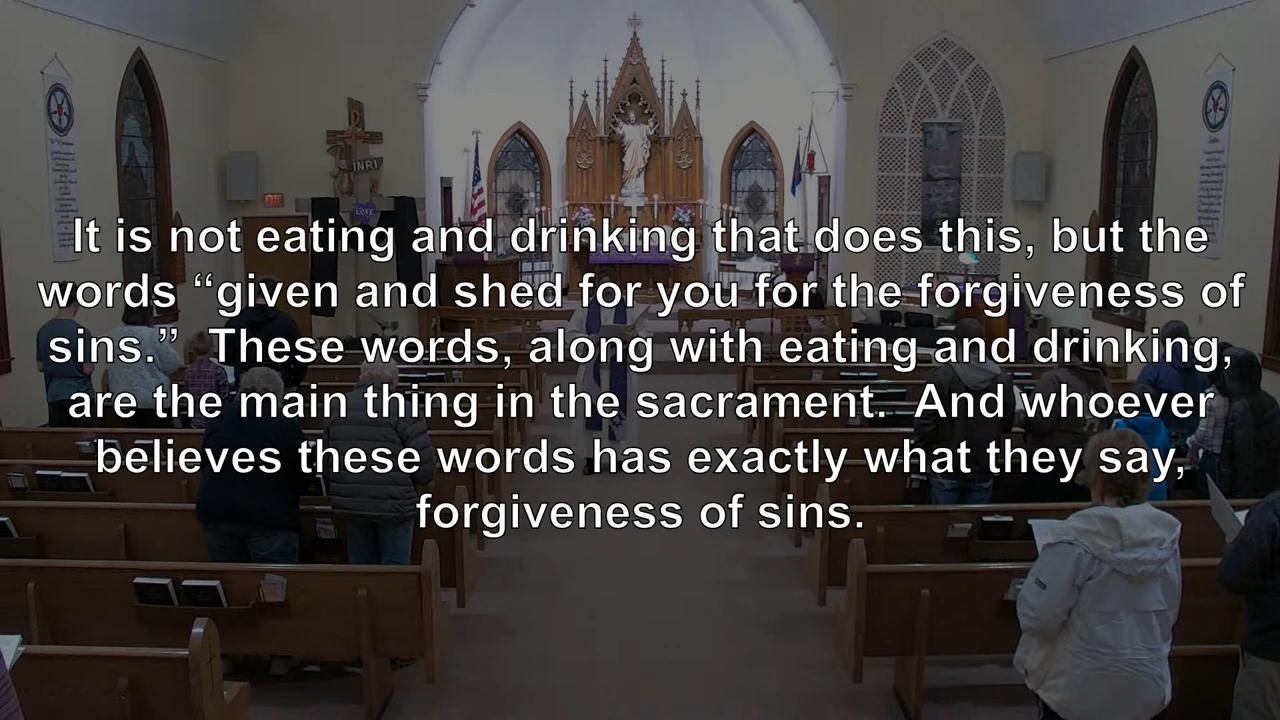 INRI
LOVE
It is not eating and drinking that does this, but the
words “given and shed for you for the forgiveness of
sins.”  These words, along with eating and drinking,
are the main thing in the sacrament.  And whoever
believes these words has exactly what they say,
forgiveness of sins.